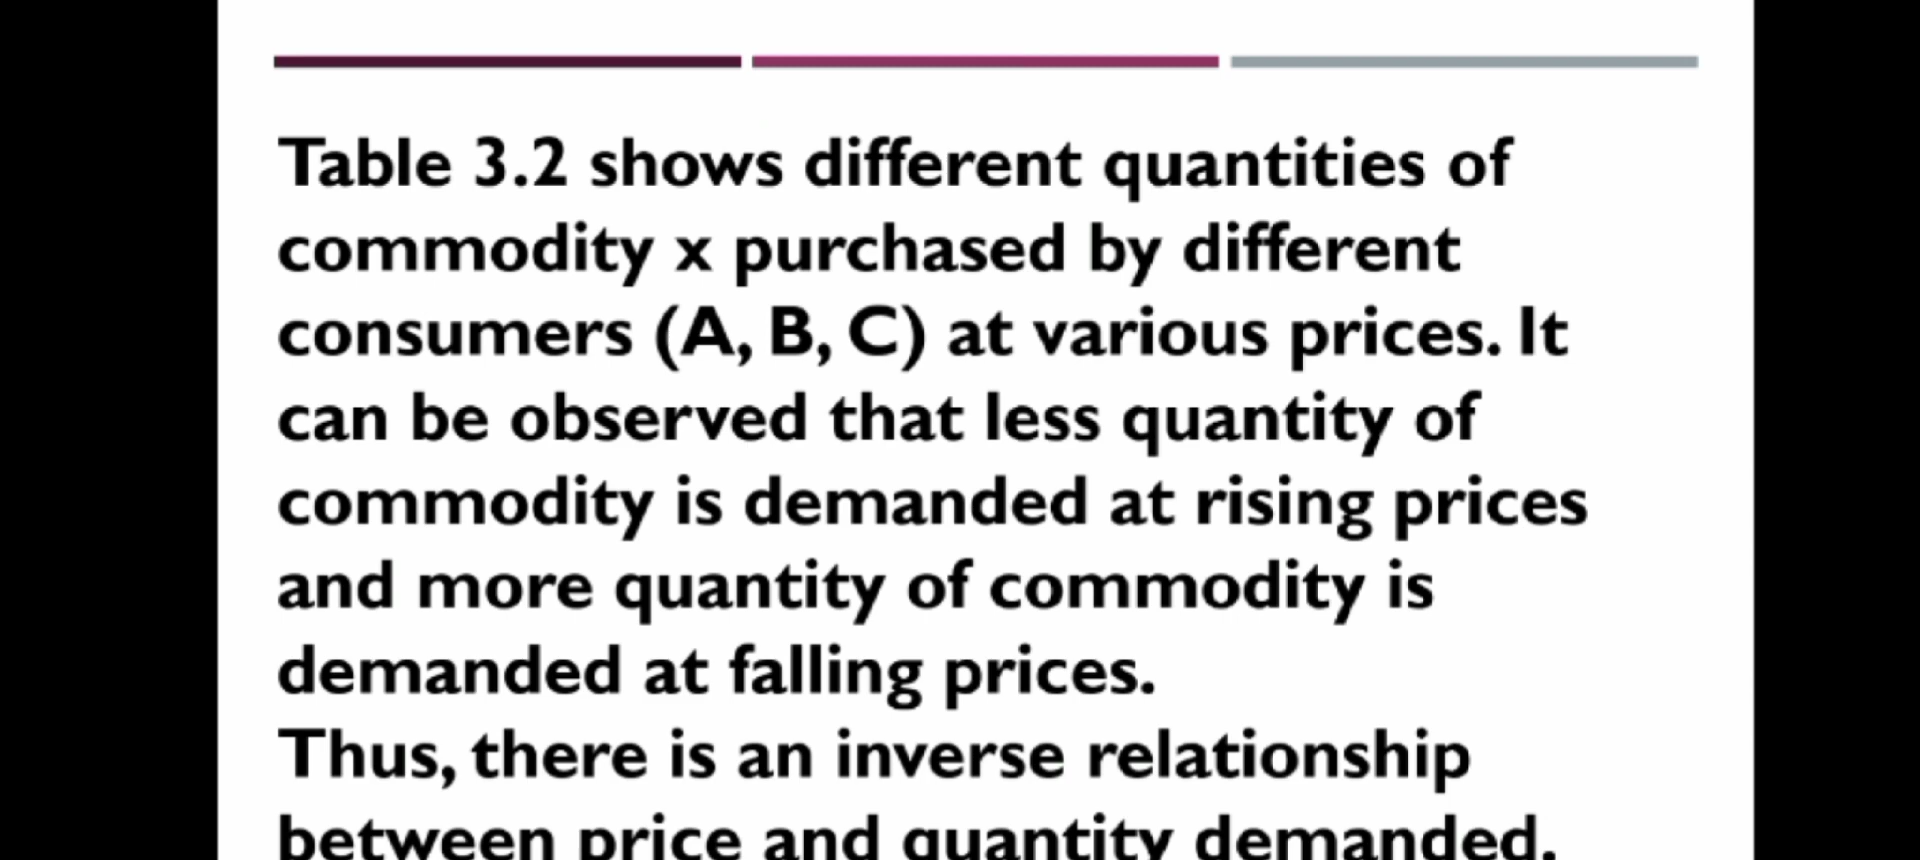 Table 3.2 shows different quantities of
commodity x purchased by different
consumers (A, B, C) at various prices. It
can be observed that less quantity of
commodity is demanded at rising prices
and more quantity of commodity is
demanded at falling prices.
Thus, there is an inverse relationship
between price and quantity demanded.